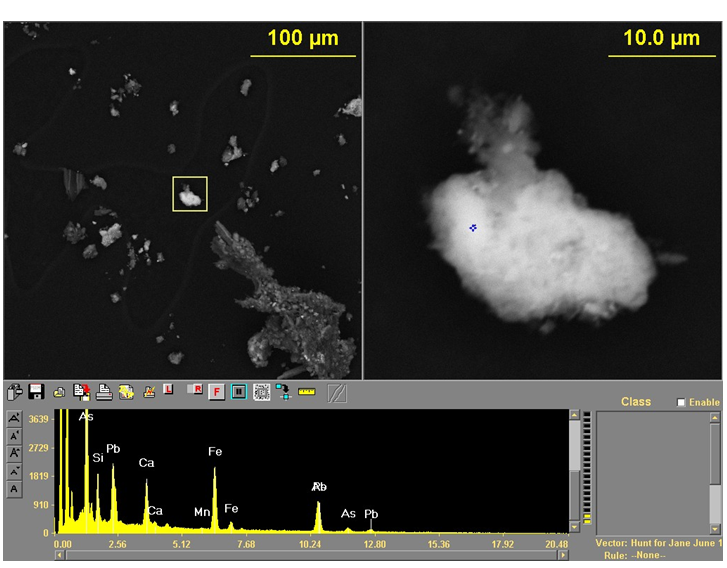 100 µm
10.0 µm
L
R
F
Class
Enable
A
A
A
A
A
3639
2729
1819
910
0
As
Si
Pb
Ca
Ca
Mn
Fe
Fe
As
Pb
0.00 2.56 5.12 7.68 10.24 12.80 15.36 17.92 20.48
Vector: Hunt for Jane June 1
Rule: --None--